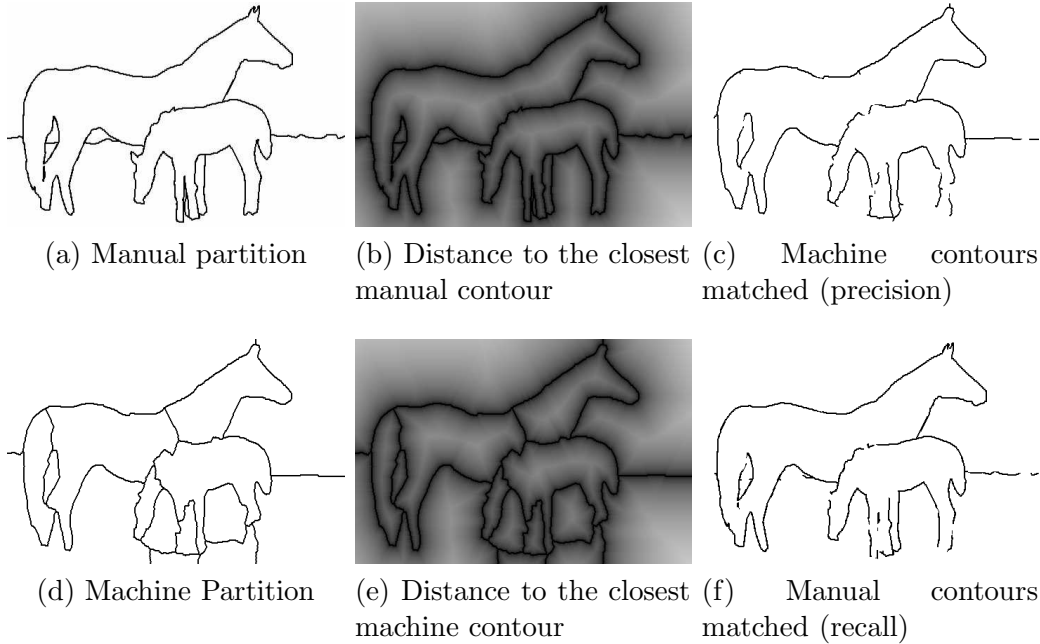 (a) Manual partition
(b) Distance to the closest
manual contour
(c) Machine contours
matched (precision)
(d) Machine Partition
(e) Distance to the closest
machine contour
(f) Manual contours
matched (recall)